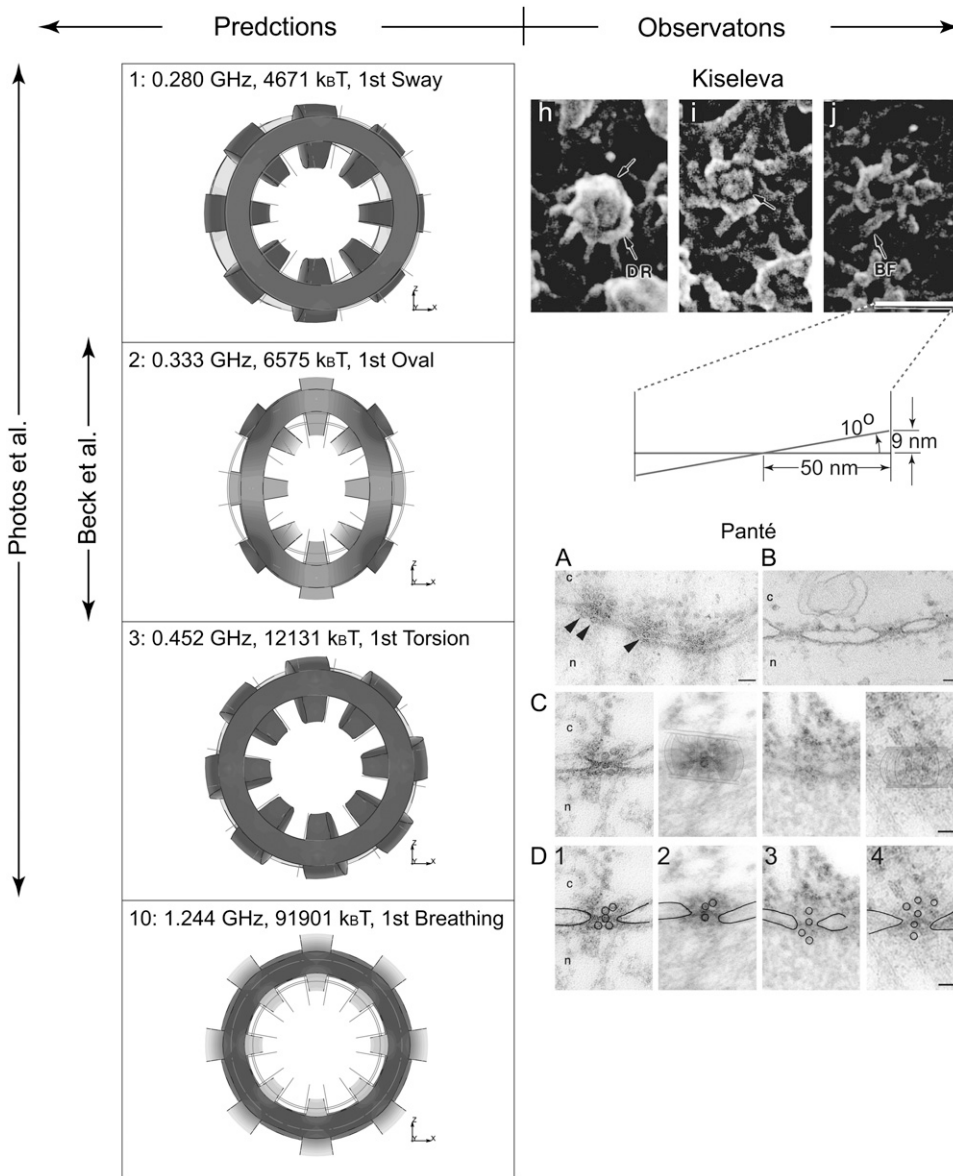 Predctions
Observatons
Photos et al.
Beck et al.
1: 0.280 GHz, 4671 kBT, 1st Sway
Z
Y X
2: 0.333 GHz, 6575 kBT, 1st Oval
Z
Y X
3: 0.452 GHz, 12131 kBT, 1st Torsion
Z
Y X
10: 1.244 GHz, 91901 kBT, 1st Breathing
Z
Y X
Kiseleva
h i j
DR
BF
10o
9 nm
50 nm
Panté
A B
c c
n n
C
c
n
D 1 2 3 4
c
n